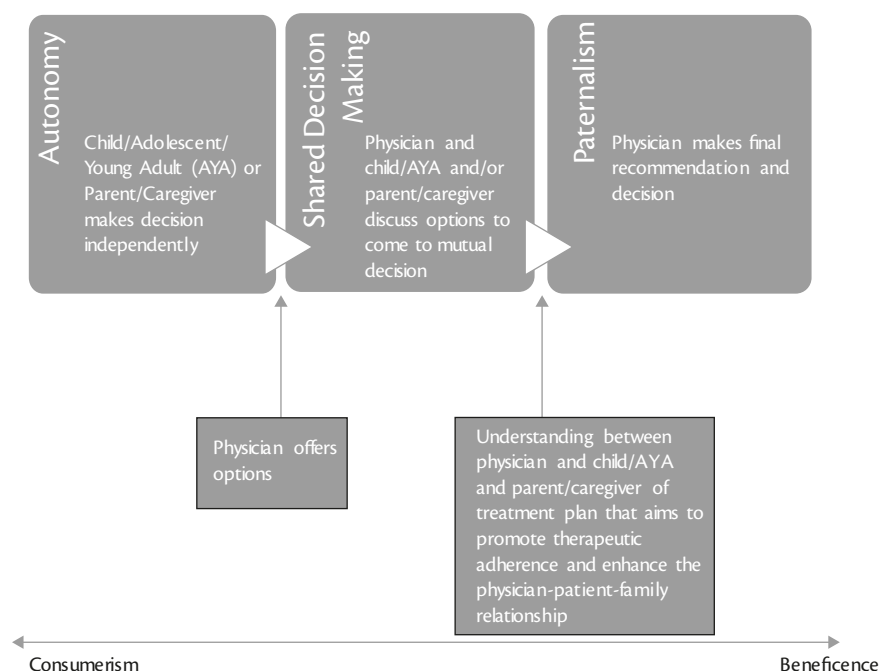 Autonomy
Child/Adolescent/
Young Adult (AYA) or
Parent/Caregiver
makes decision
independently
Shared Decision
Making
Physician and
child/AYA and/or
parent/caregiver
discuss options to
come to mutual
decision
Paternalism
Physician makes final
recommendation and
decision
Physician offers
options
Understanding between
physician and child/AYA
and parent/caregiver of
treatment plan that aims to
promote therapeutic
adherence and enhance the
physician-patient-family
relationship
Consumerism
Beneficence